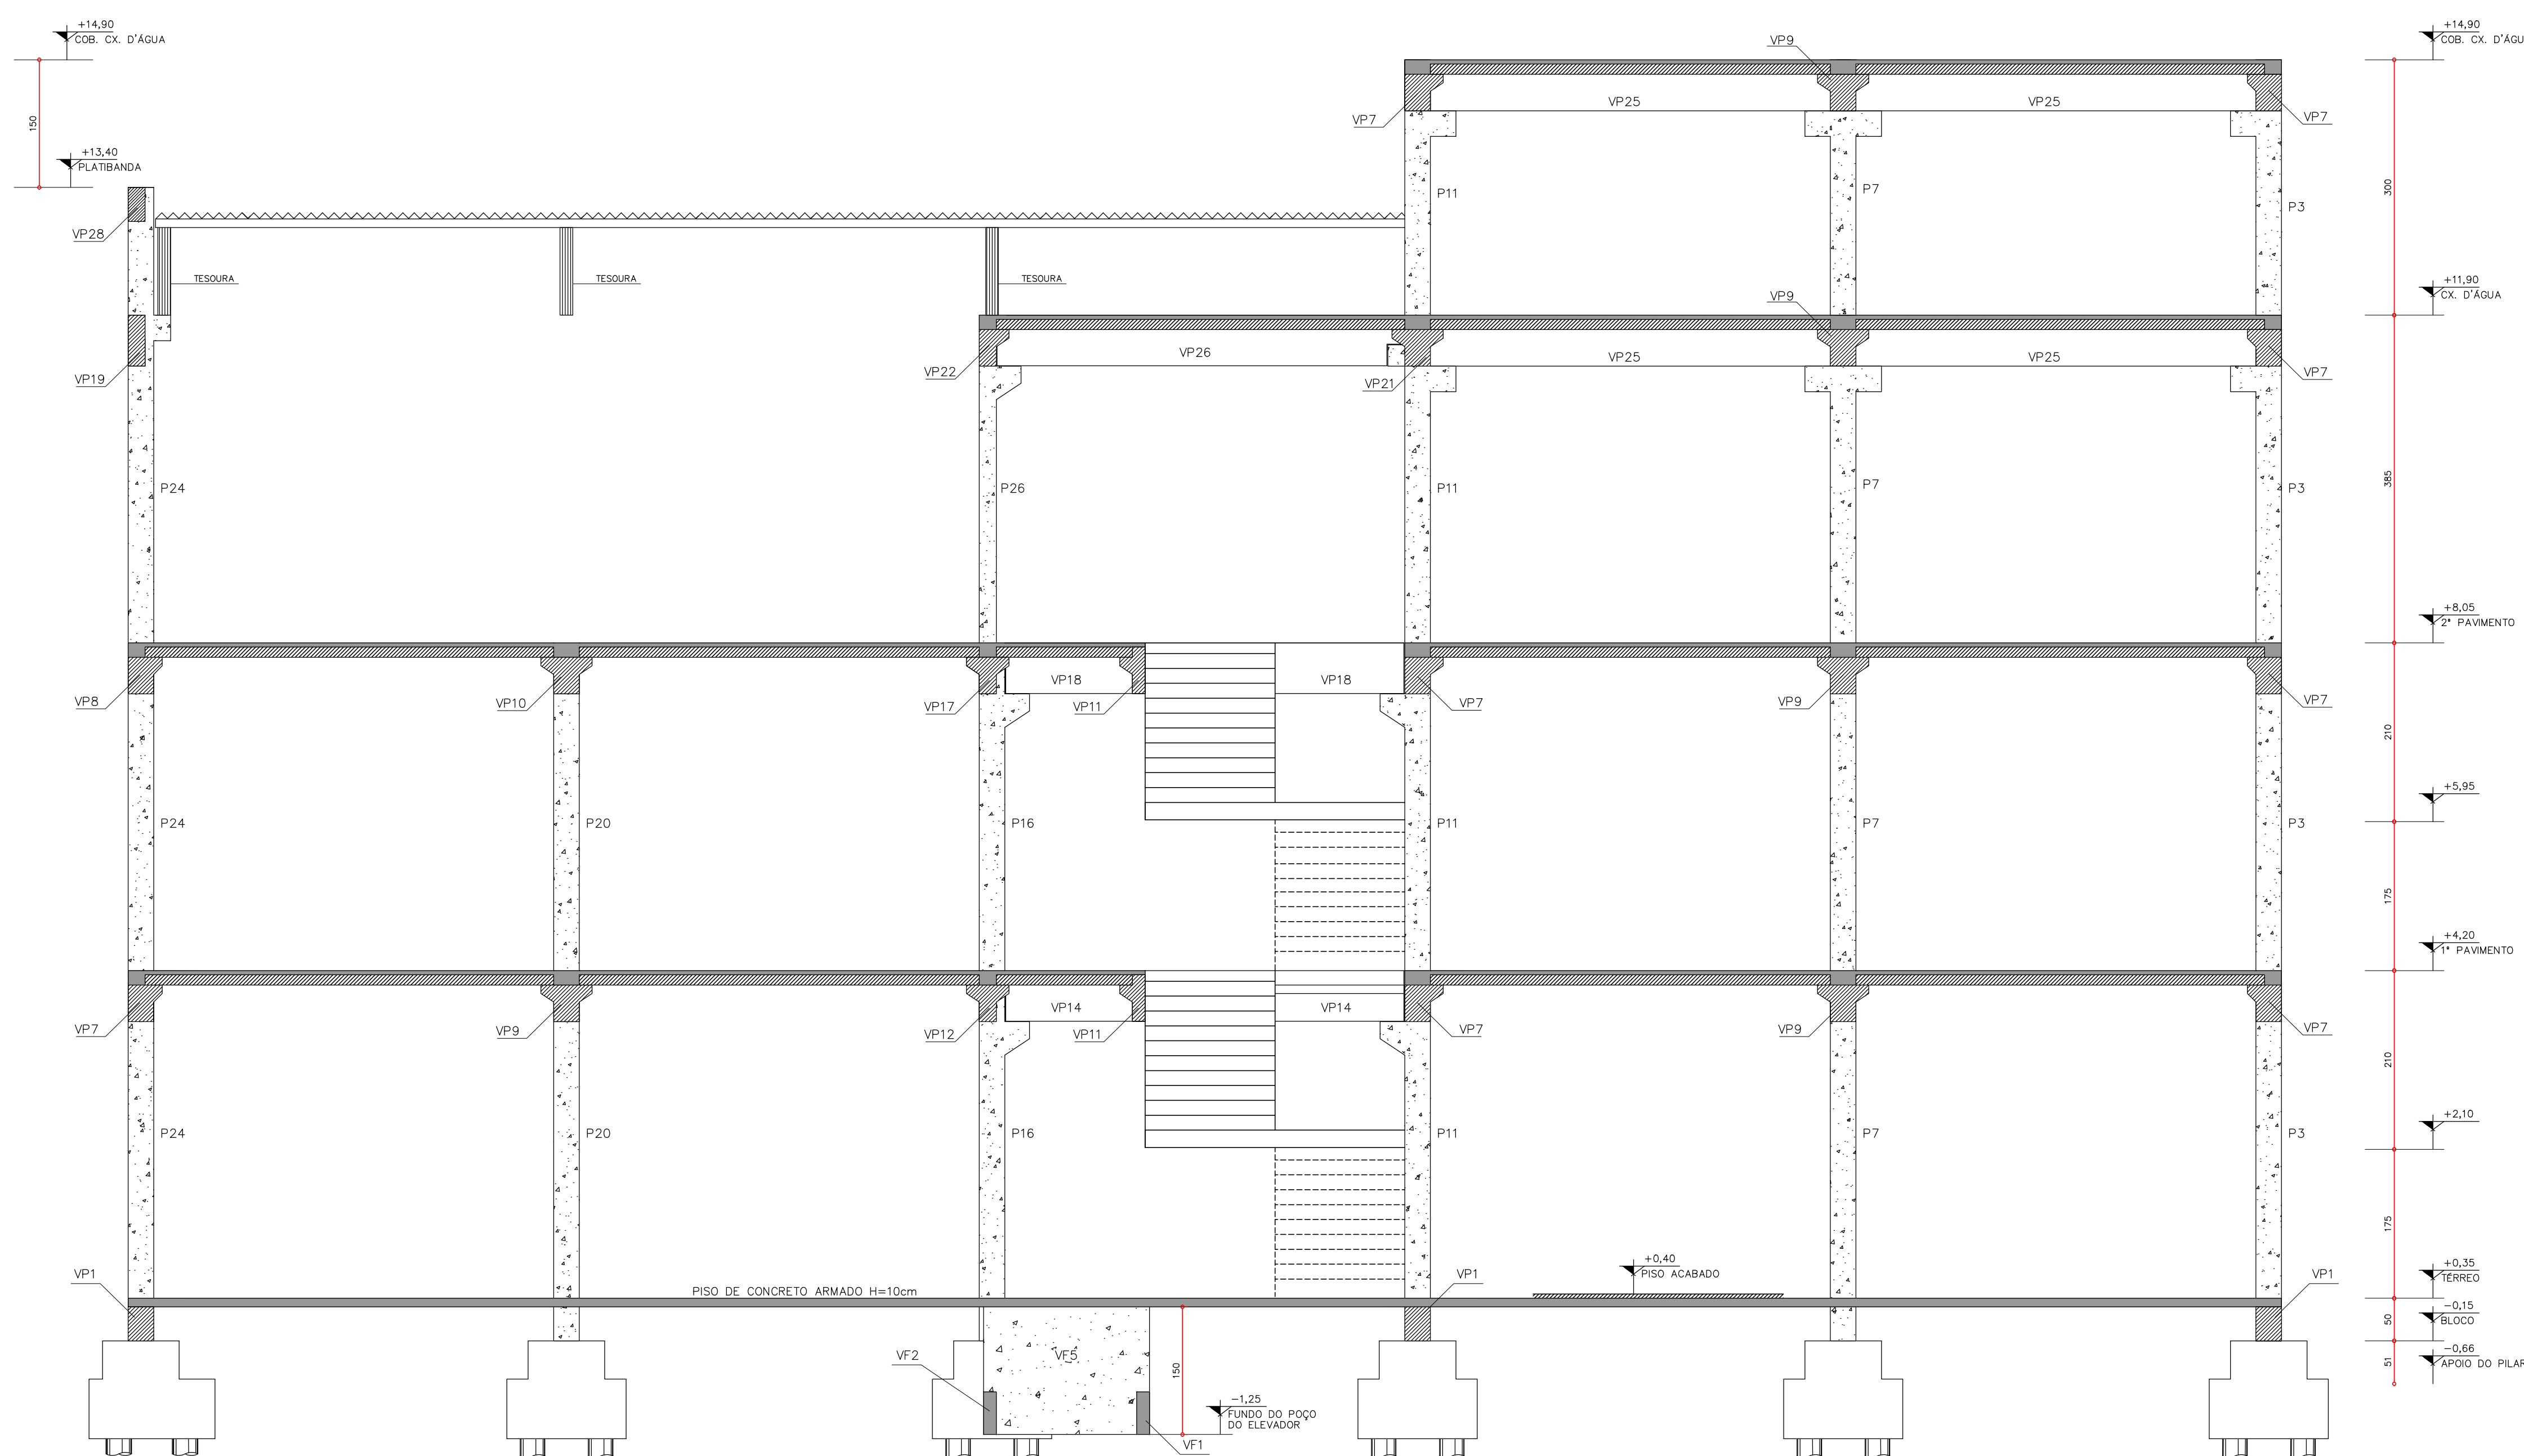 +14,90
COB. CX. D'ÁGUA
VP9
+14,90
COB. CX. D'ÁGU
150
VP25
VP25
VP7
VP7
+13,40
PLATIBANDA
P11
P7
300
P3
VP28
TESOURA
TESOURA
TESOURA
+11,90
CX. D'ÁGUA
VP9
VP19
VP22
VP26
VP21
VP25
VP25
VP7
P24
P26
P11
P7
P3
385
+8,05
2° PAVIMENTO
VP8
VP10
VP17
VP18
VP11
VP18
VP7
VP9
VP7
210
+5,95
P24
P20
P16
P11
P7
P3
175
+4,20
1° PAVIMENTO
VP7
VP9
VP12
VP14
VP11
VP14
VP7
VP9
VP7
210
+2,10
P24
P20
P16
P11
P7
P3
175
+0,40
PISO ACABADO
+0,35
TÉRREO
VP1
PISO DE CONCRETO ARMADO H=10cm
VP1
VP1
-0,15
BLOCO
50
VF2
VF5
150
-0,66
APOIO DO PILAR
51
-1,25
FUNDO DO POÇO
DO ELEVADOR
VF1